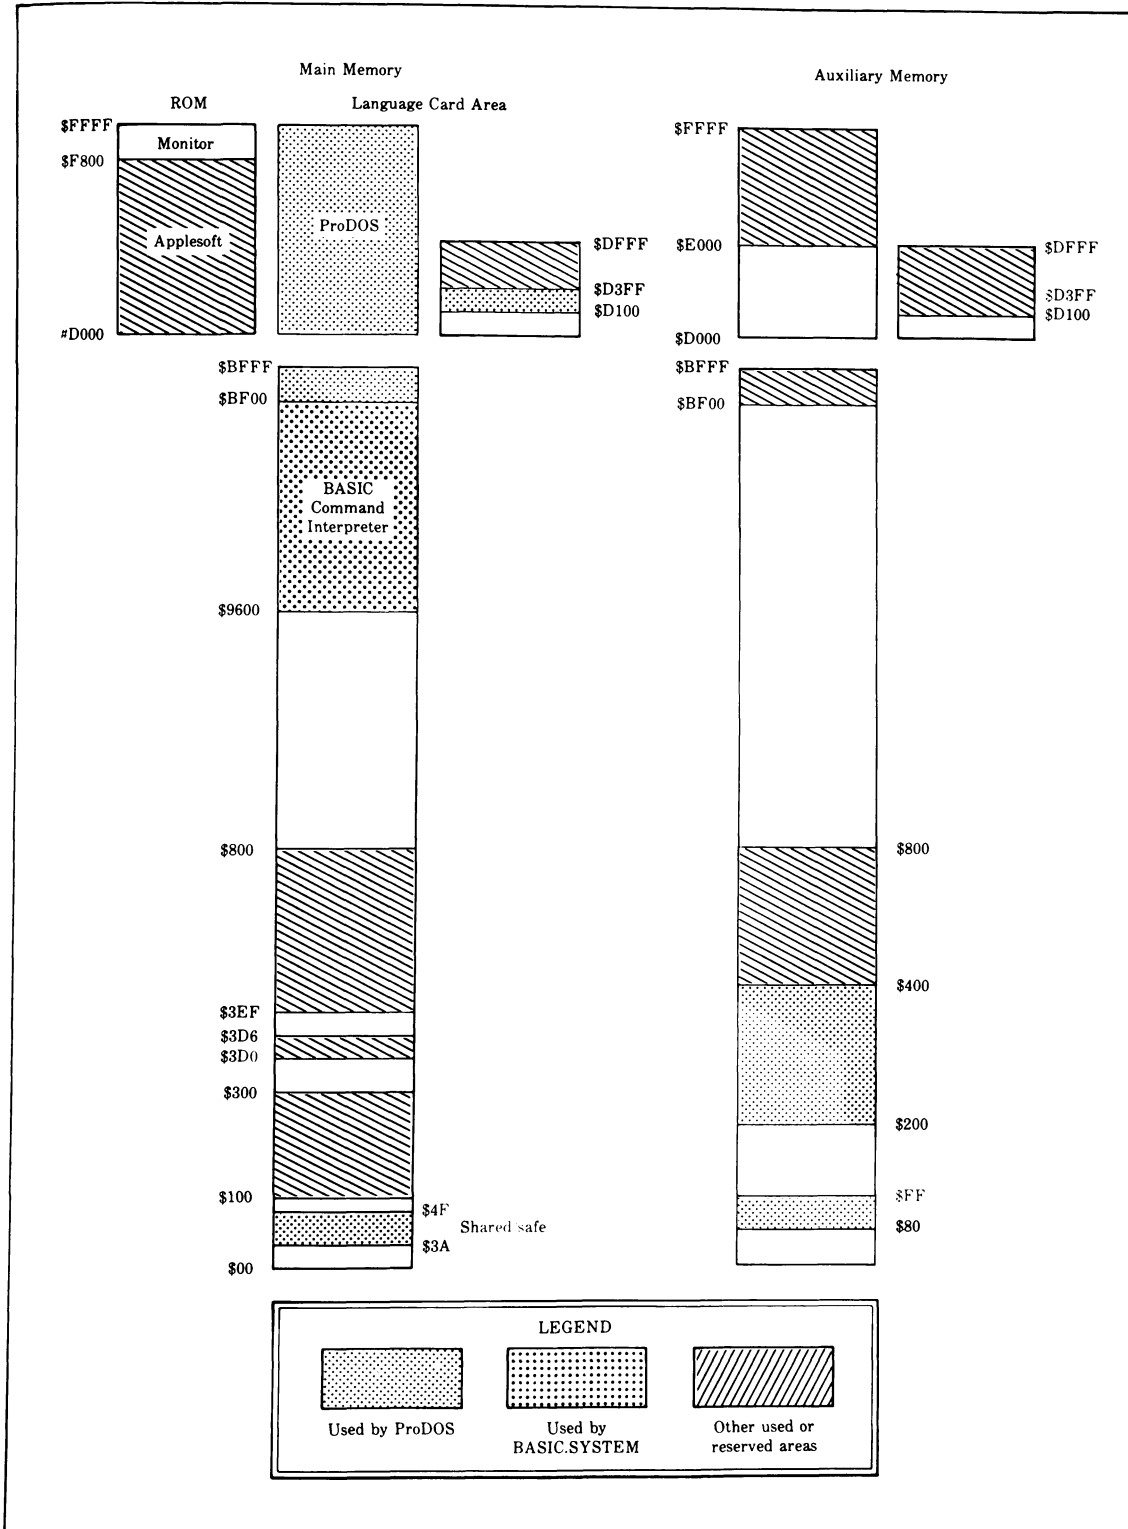 Main Memory
Auxiliary Memory
ROM
Language Card Area
$FFFF
Monitor
$F800
Applesoft
#D000
ProDOS
$DFFF
$D3FF
$D100
$FFFF
$E000
$D000
$DFFF
$D3FF
$D100
$BFFF
$BF00
BASIC
Command
Interpreter
$9600
$800
$3EF
$3D6
$3D0
$300
$100
$4F
Shared safe
$3A
$00
$BFFF
$BF00
$800
$400
$200
$FF
$80
LEGEND
Used by ProDOS
Used by
BASIC.SYSTEM
Other used or
reserved areas